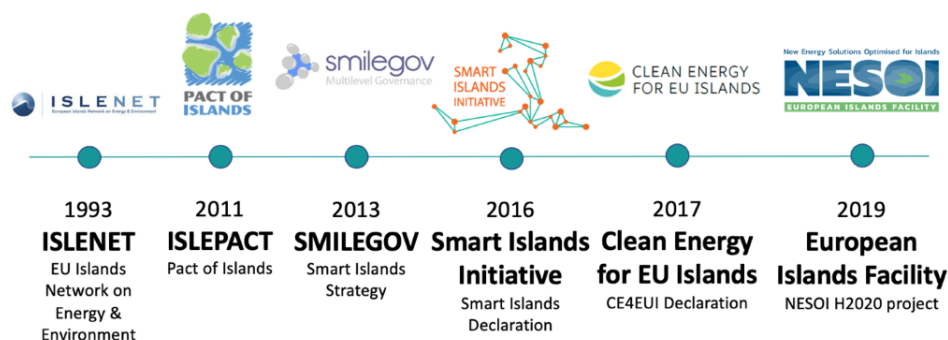 ISLENET
European Islands Network on Energy & Environment
PACT OF
ISLANDS
smilegov
Multilevel Governance
SMART
ISLANDS
INITIATIVE
CLEAN ENERGY
FOR EU ISLANDS
New Energy Solutions Optimised for Islands
NESOI
EUROPEAN ISLANDS FACILITY
1993
ISLENET
EU Islands
Network on
Energy &
Environment
2011
ISLEPACT
Pact of Islands
2013
SMILEGOV
Smart Islands
Strategy
2016
Smart Islands
Initiative
Smart Islands
Declaration
2017
Clean Energy
for EU Islands
CE4EUI Declaration
2019
European
Islands Facility
NESOI H2020 project